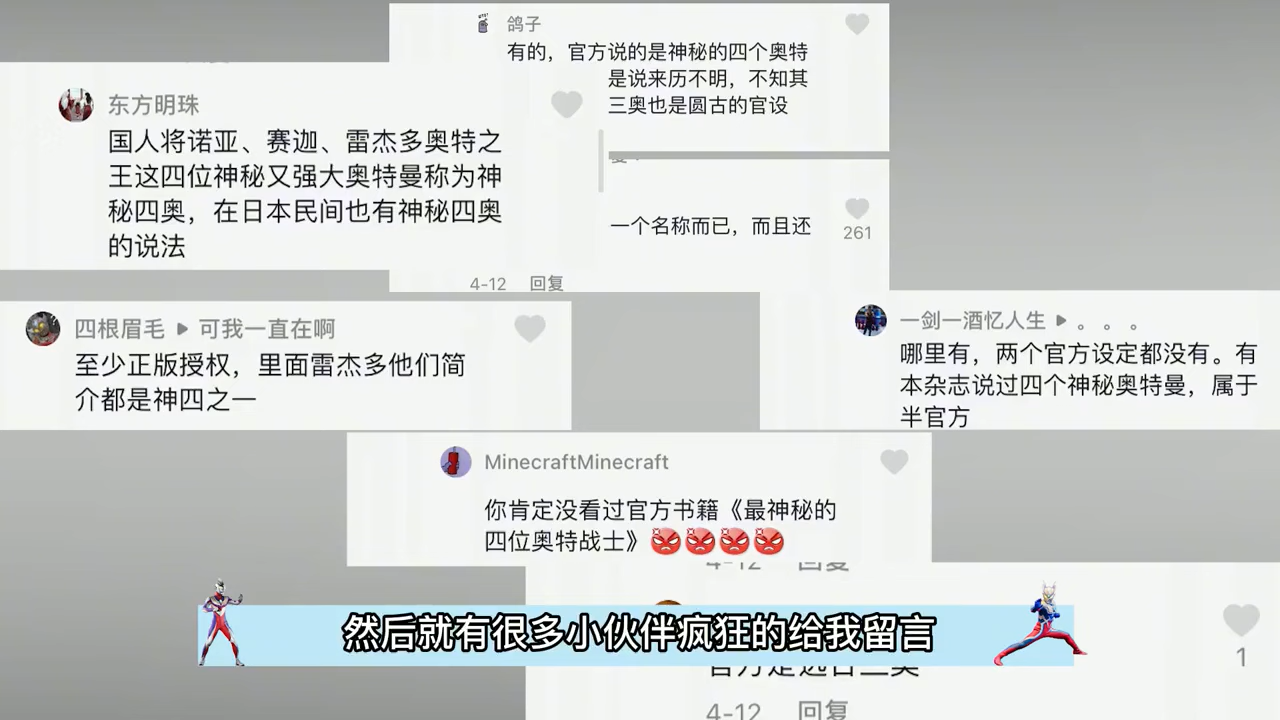 鸽子
有的，官方说的是神秘的四个奥特
是说来历不明，不知其
三奥也是圆古的官设
东方明珠
国人将诺亚、赛迦、雷杰多奥特之
王这四位神秘又强大奥特曼称为神
秘四奥，在日本民间也有神秘四奥
的说法
一个名称而已，而且还
261
4-12 回复
四根眉毛 ▶ 可我一直在啊
至少正版授权，里面雷杰多他们简
介都是神四之一
一剑一酒忆人生 ▶ 。。。
哪里有，两个官方设定都没有。有
本杂志说过四个神秘奥特曼，属于
半官方
MinecraftMinecraft
你肯定没看过官方书籍《最神秘的
四位奥特战士》
4-12 回复
然后就有很多小伙伴疯狂的给我留言
1
4-12 回复